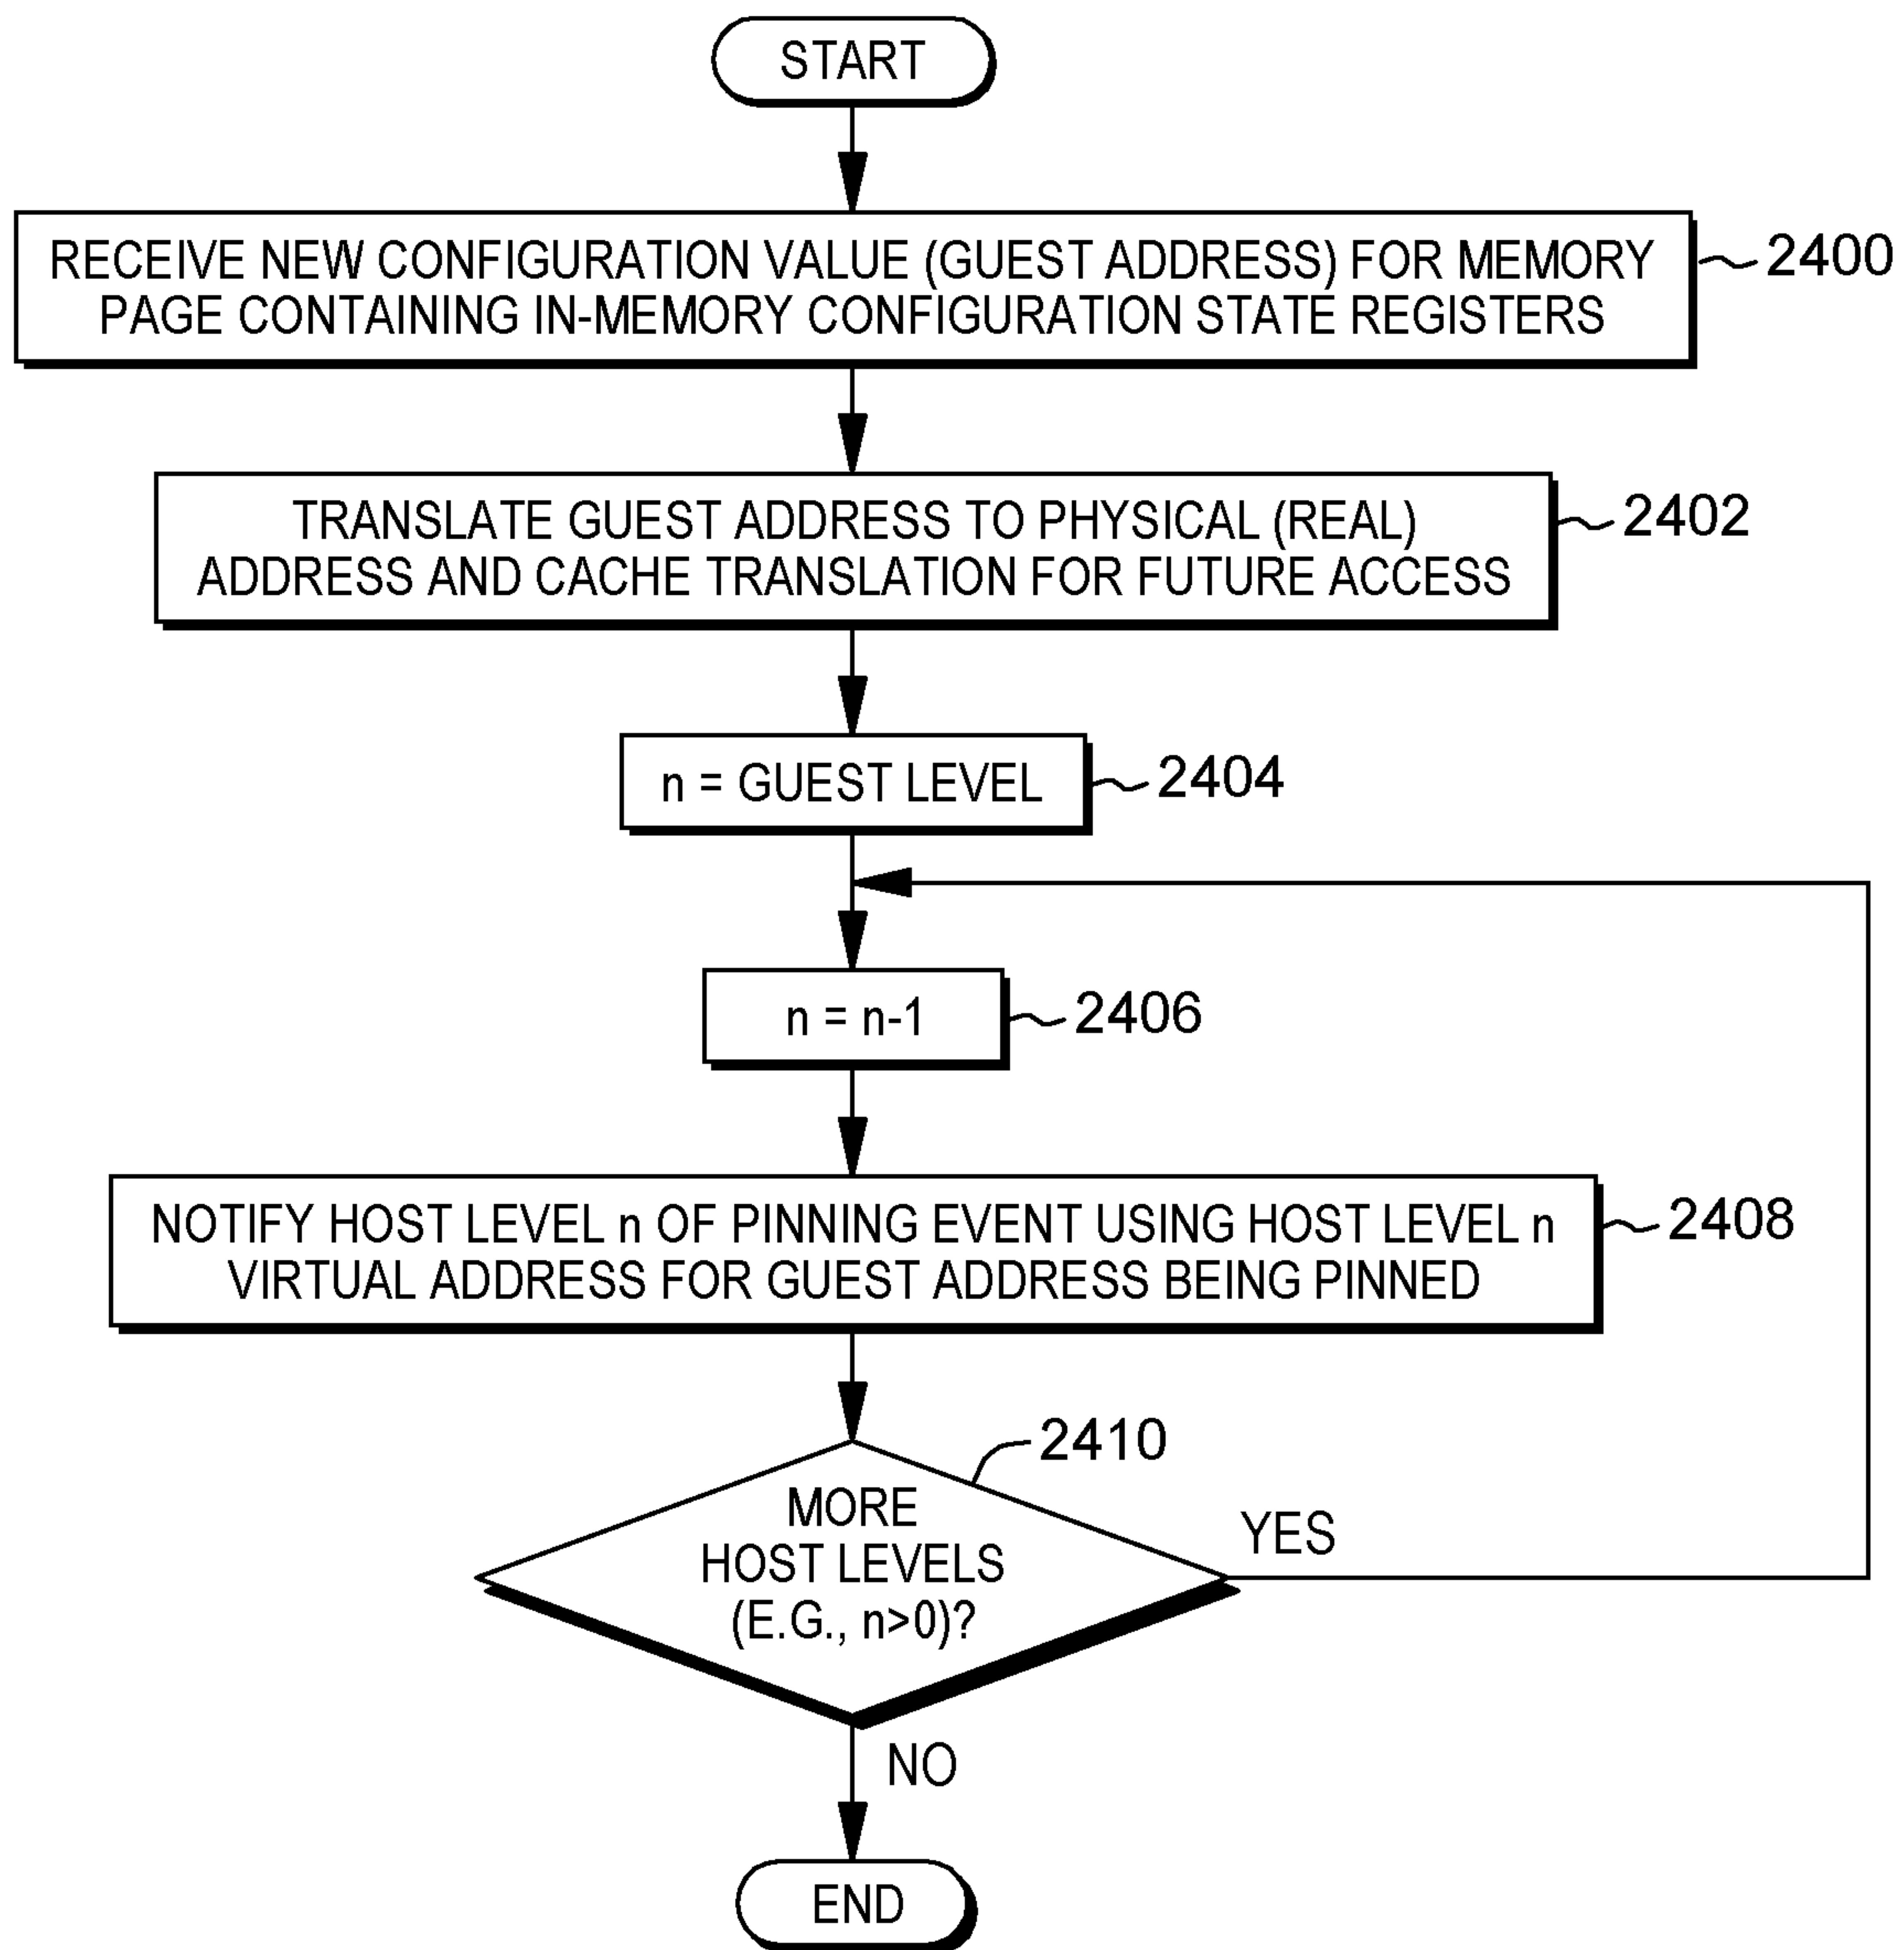 START
RECEIVE NEW CONFIGURATION VALUE (GUEST ADDRESS) FOR MEMORY
PAGE CONTAINING IN-MEMORY CONFIGURATION STATE REGISTERS
2400
TRANSLATE GUEST ADDRESS TO PHYSICAL (REAL)
ADDRESS AND CACHE TRANSLATION FOR FUTURE ACCESS
2402
n = GUEST LEVEL
2404
n = n-1
2406
NOTIFY HOST LEVEL n OF PINNING EVENT USING HOST LEVEL n
VIRTUAL ADDRESS FOR GUEST ADDRESS BEING PINNED
2408
2410
MORE
HOST LEVELS
(E.G., n>0)?
YES
NO
END